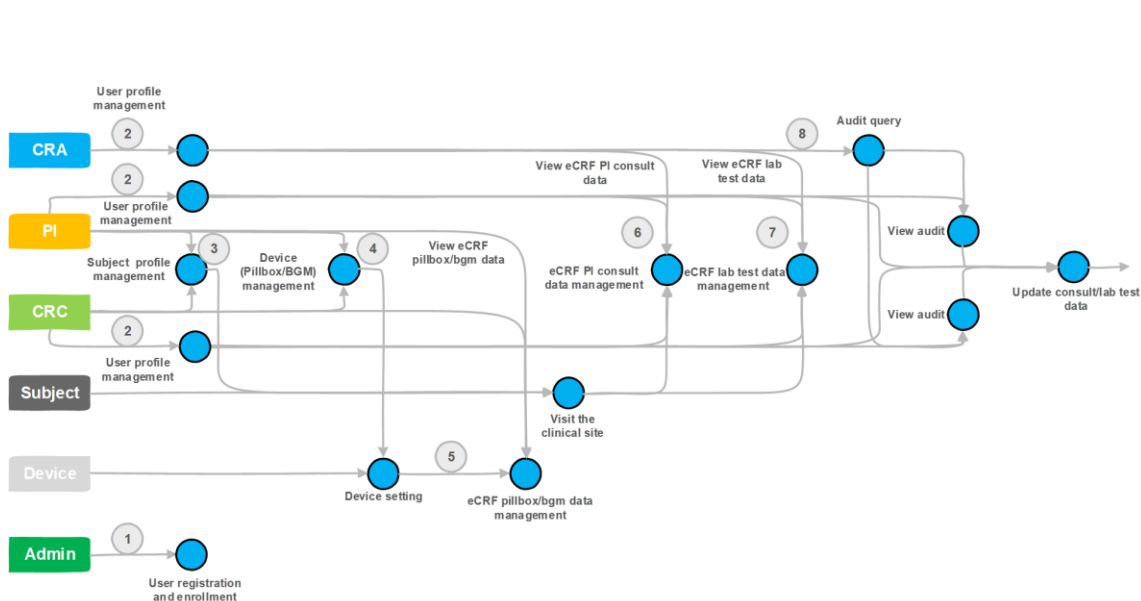 User profile
management
2
8
Audit query
CRA
View eCRF PI consult
data
View eCRF lab
test data
2
User profile
management
PI
3
4
6
7
View audit
View eCRF
pillbox/bgm data
Subject profile
management
Device
(Pillbox/BGM)
management
eCRF PI consult
data management
eCRF lab test data
management
Update consult/lab test
data
CRC
View audit
2
User profile
management
Subject
Visit the
clinical site
5
Device
Device setting
eCRF pillbox/bgm data
management
1
Admin
User registration
and enrollment